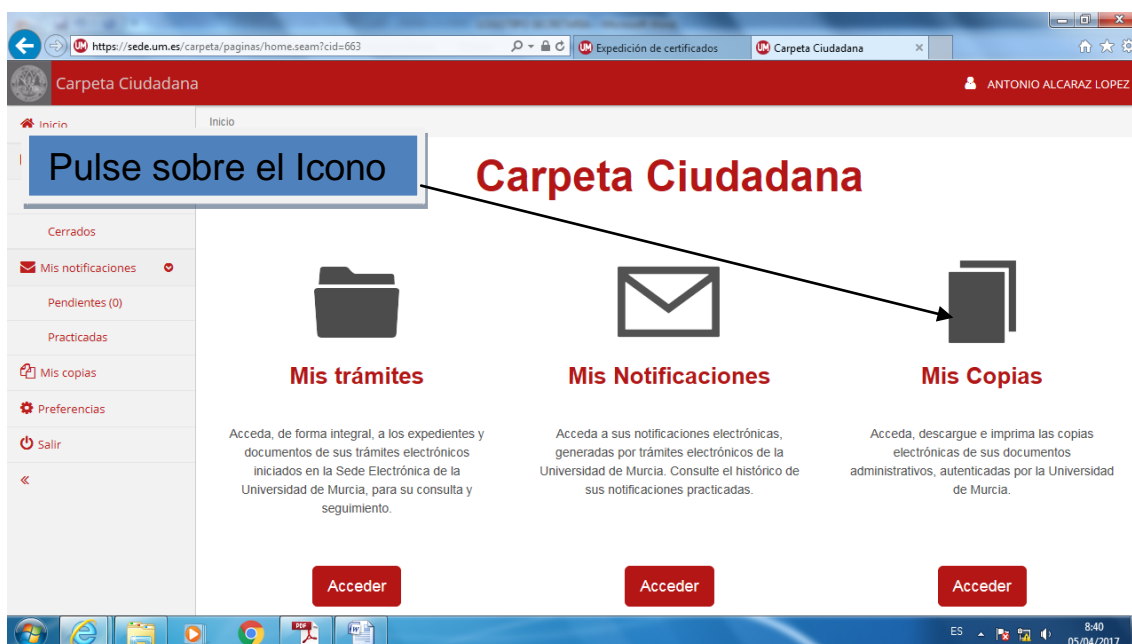 https://sede.um.es/carpeta/paginas/home.seam?cid=663
Expedición de certificados
Carpeta Ciudadana
Carpeta Ciudadana
ANTONIO ALCARAZ LOPEZ
Inicio
Inicio
Pulse sobre el Icono
Carpeta Ciudadana
Cerrados
Mis notificaciones
Pendientes (0)
Practicadas
Mis copias
Preferencias
Salir
«
Mis trámites
Acceda, de forma integral, a los expedientes y
documentos de sus trámites electrónicos
iniciados en la Sede Electrónica de la
Universidad de Murcia, para su consulta y
seguimiento.
Acceder
Mis Notificaciones
Acceda a sus notificaciones electrónicas,
generadas por trámites electrónicos de la
Universidad de Murcia. Consulte el histórico de
sus notificaciones practicadas.
Acceder
Mis Copias
Acceda, descargue e imprima las copias
electrónicas de sus documentos
administrativos, autenticadas por la Universidad
de Murcia.
Acceder
PDF
ES
8:40
05/04/2017